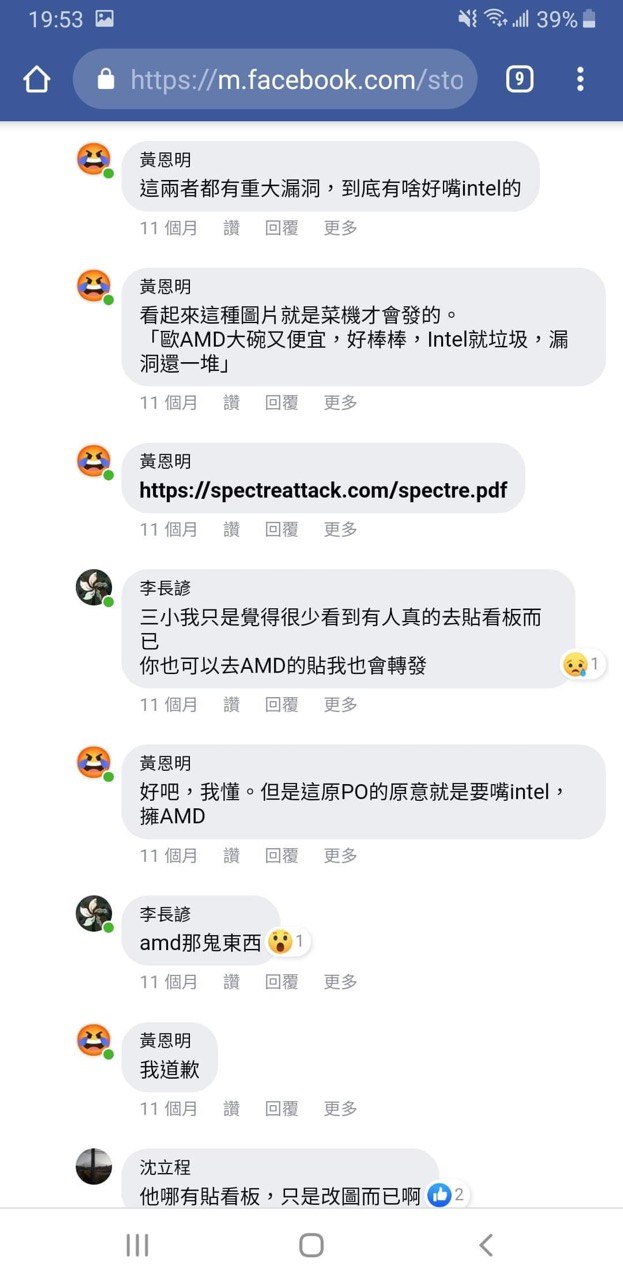 19:53
39%
https://m.facebook.com/sto
9
黃恩明
這兩者都有重大漏洞，到底有啥好嘴intel的
11 個月 讚 回覆 更多
黃恩明
看起來這種圖片就是菜機才會發的。
「歐AMD大碗又便宜，好棒棒，Intel就垃圾，漏
洞還一堆」
11 個月 讚 回覆 更多
黃恩明
https://spectreattack.com/spectre.pdf
11 個月 讚 回覆 更多
李長諺
三小我只是覺得很少看到有人真的去貼看板而
已
你也可以去AMD的貼我也會轉發
1
11 個月 讚 回覆 更多
黃恩明
好吧，我懂。但是這原PO的原意就是要嘴intel，
擁AMD
11 個月 讚 回覆 更多
李長諺
amd那鬼東西
1
11 個月 讚 回覆 更多
黃恩明
我道歉
11 個月 讚 回覆 更多
沈立程
他哪有貼看板，只是改圖而已啊
2